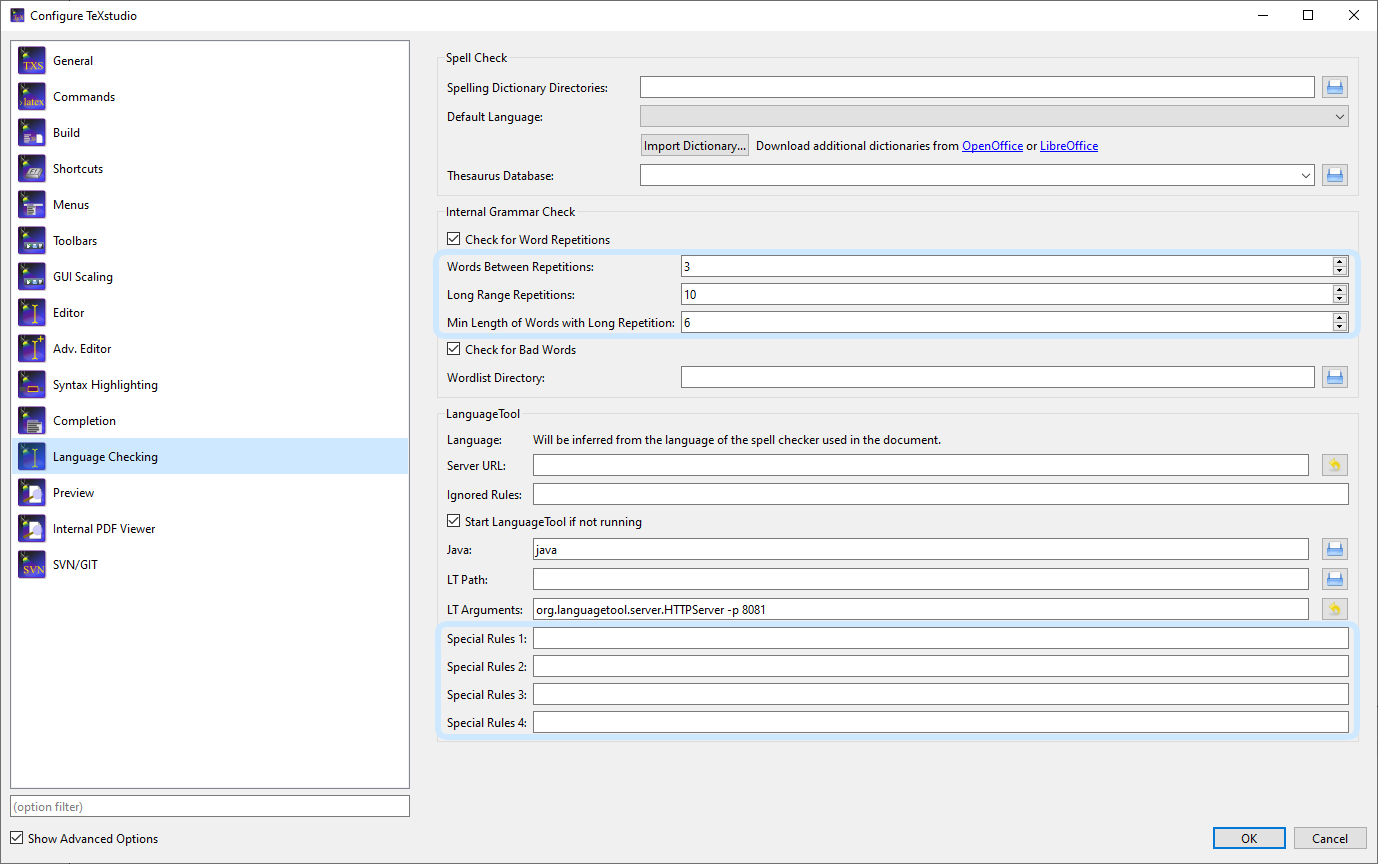 Configure TeXstudio
General
Commands
Build
Shortcuts
Menus
Toolbars
GUI Scaling
Editor
Adv. Editor
Syntax Highlighting
Completion
Language Checking
Preview
Internal PDF Viewer
SVN/GIT
(option filter)
Show Advanced Options
Spell Check
Spelling Dictionary Directories:
Default Language:
Import Dictionary... Download additional dictionaries from OpenOffice or LibreOffice
Thesaurus Database:
Internal Grammar Check
Check for Word Repetitions
Words Between Repetitions: 3
Long Range Repetitions: 10
Min Length of Words with Long Repetition: 6
Check for Bad Words
Wordlist Directory:
LanguageTool
Language: Will be inferred from the language of the spell checker used in the document.
Server URL:
Ignored Rules:
Start LanguageTool if not running
Java: java
LT Path:
LT Arguments: org.languagetool.server.HTTPServer -p 8081
Special Rules 1:
Special Rules 2:
Special Rules 3:
Special Rules 4:
OK Cancel